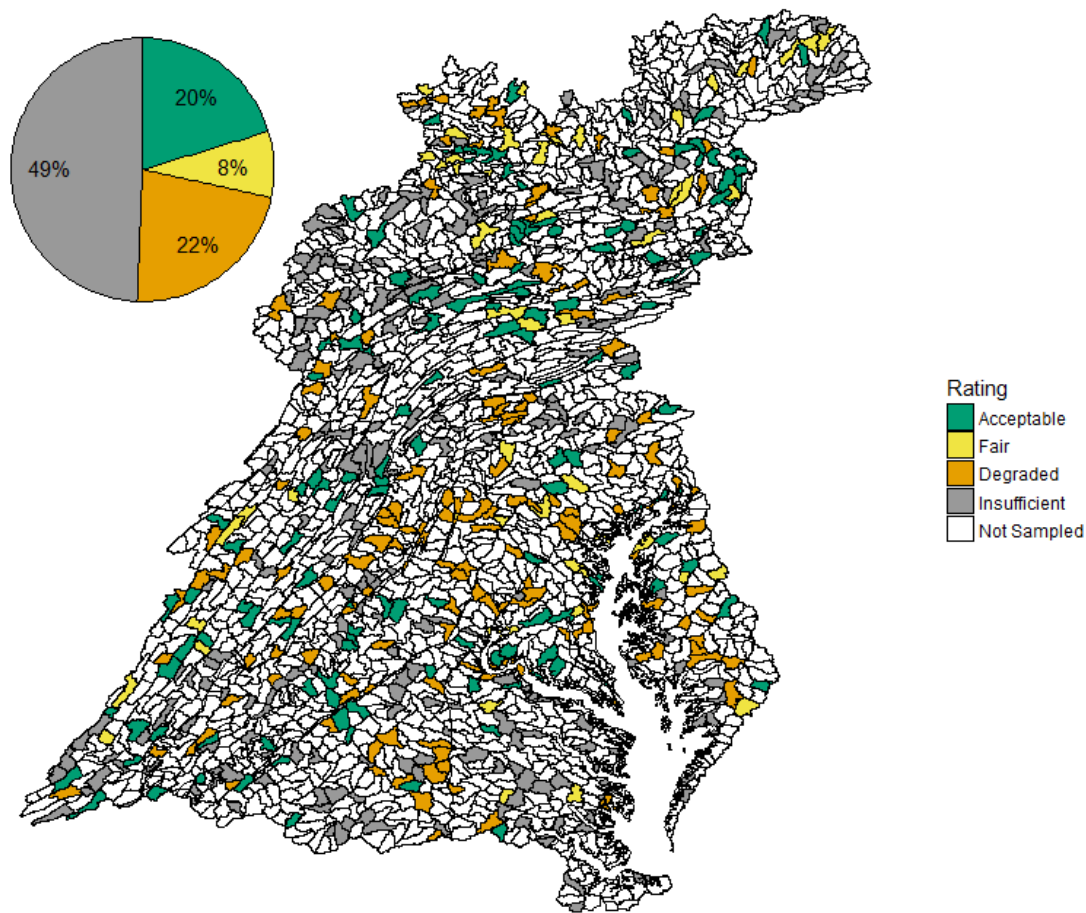 20%
49%
8%
22%
Rating
Acceptable
Fair
Degraded
Insufficient
Not Sampled